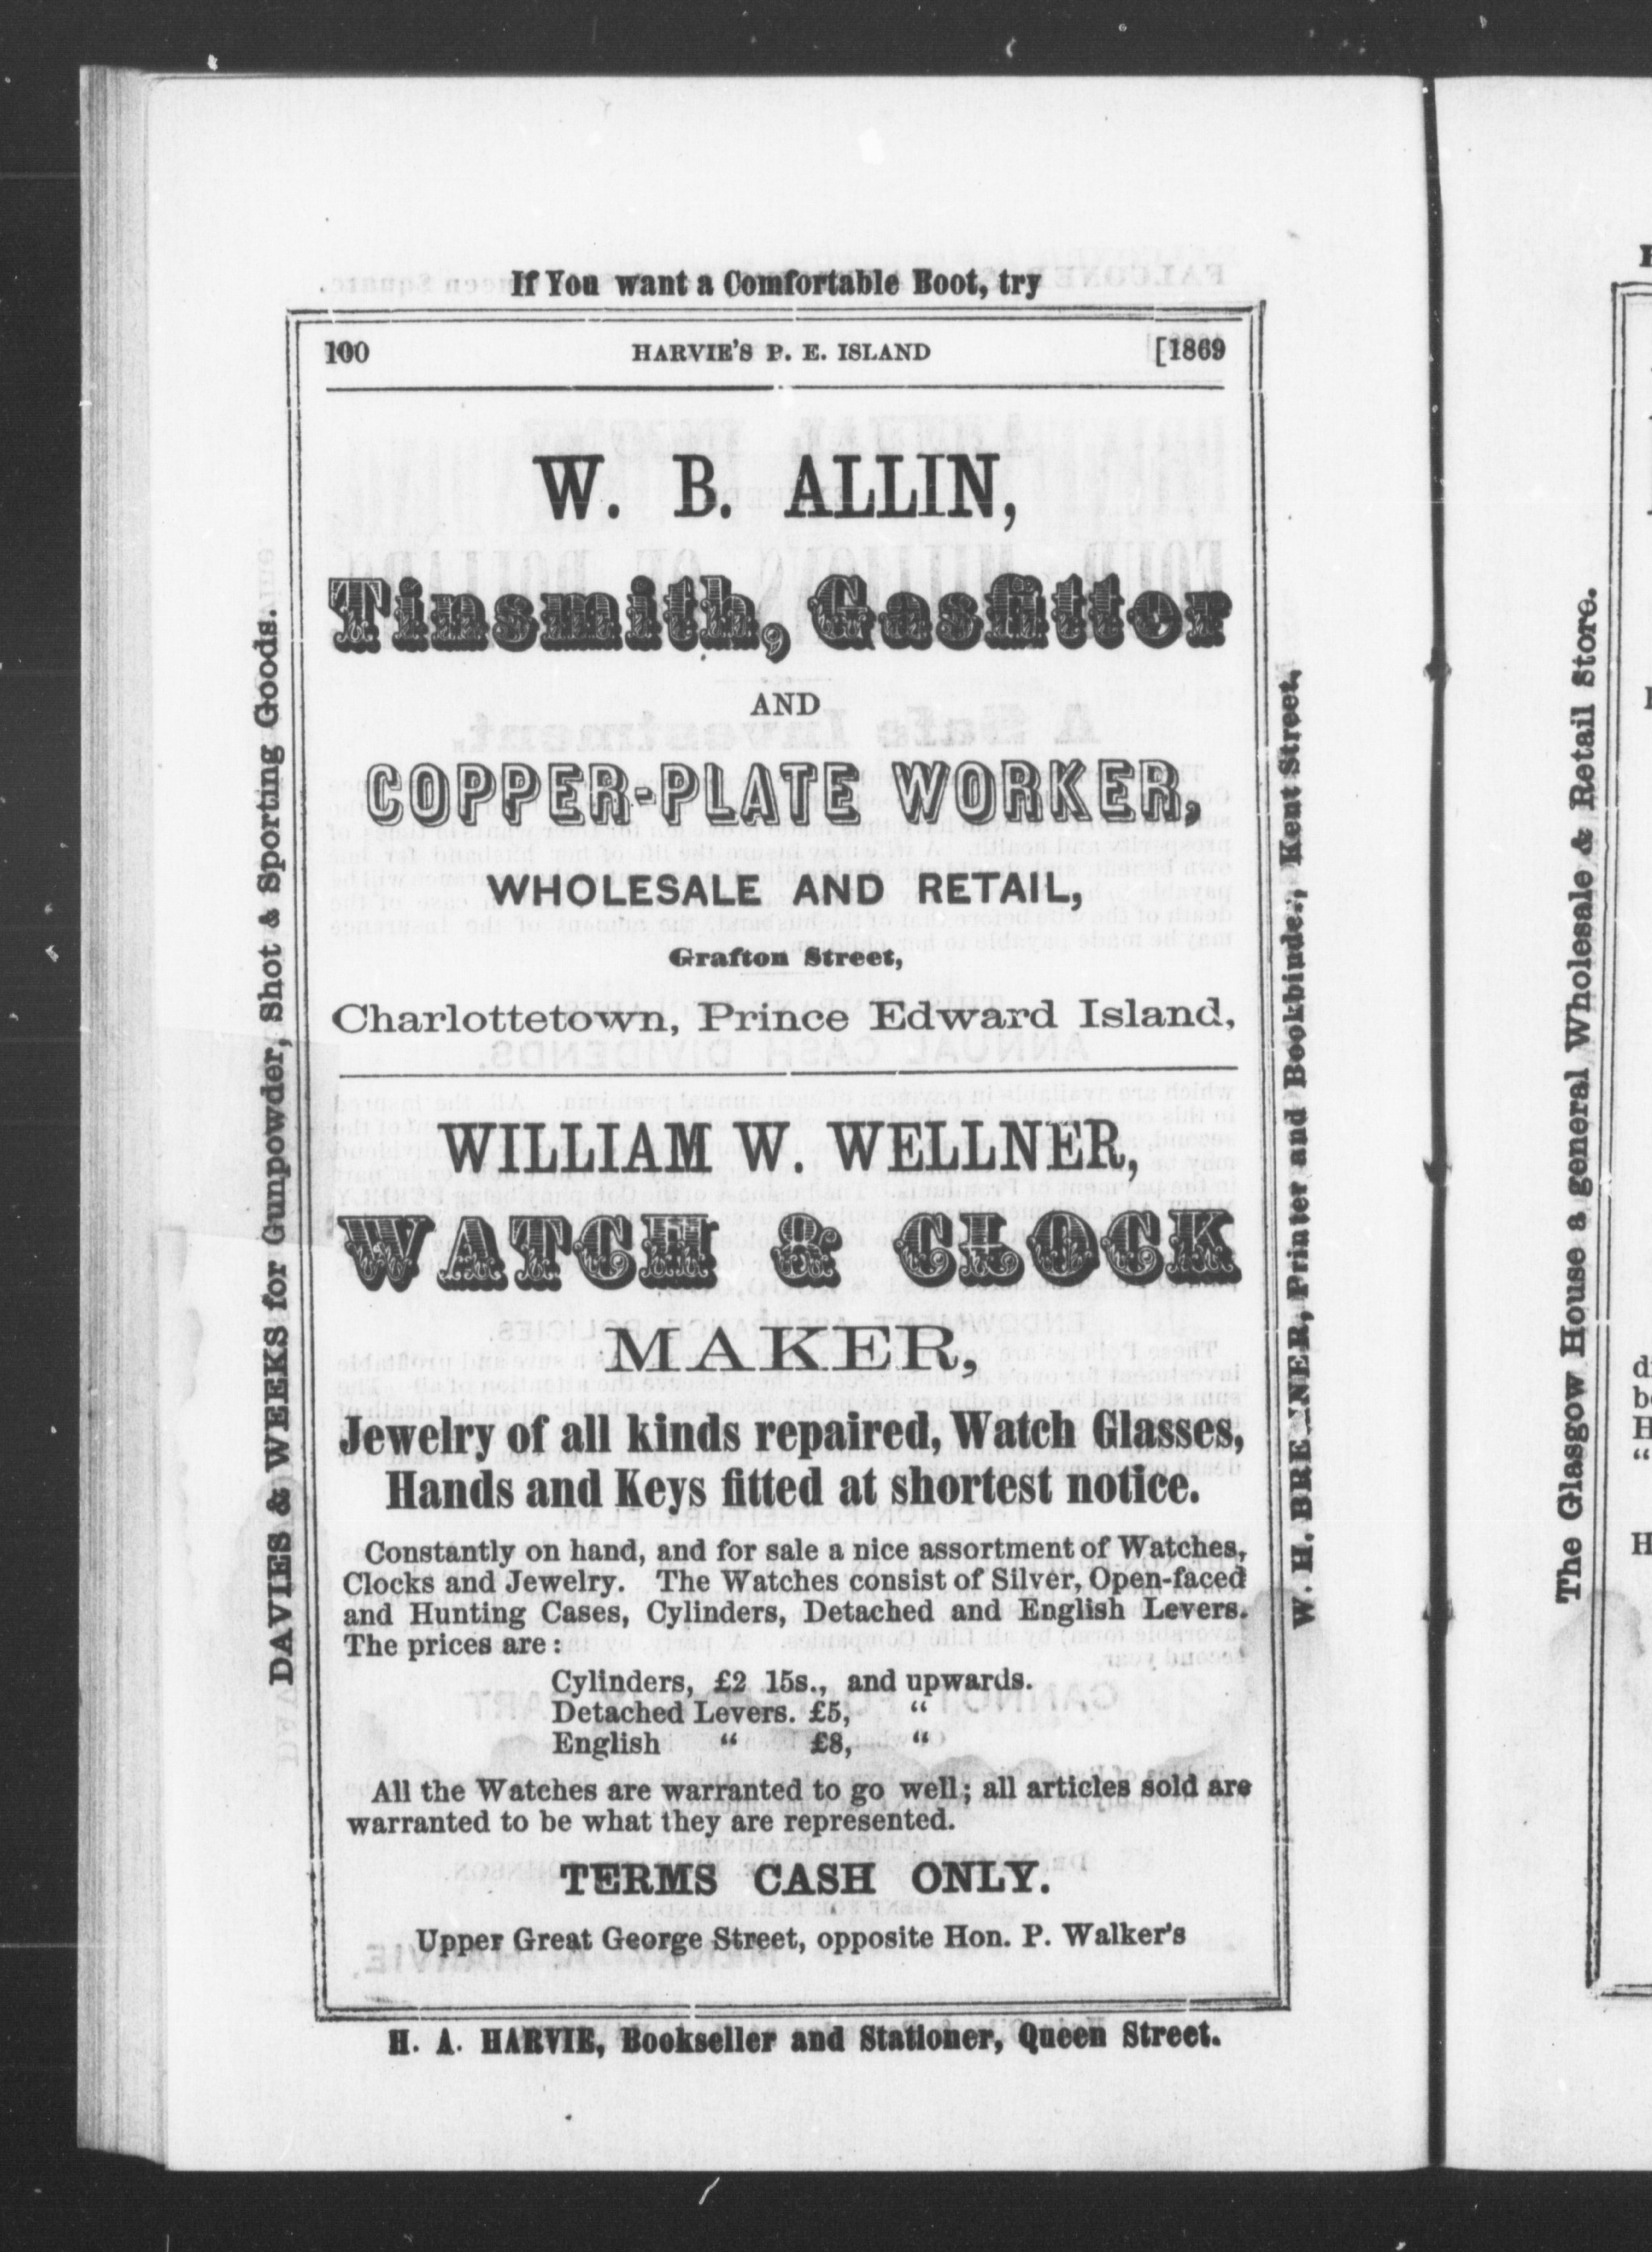 If You want a Comfortable Boot, try
100 HARVIE'S P. E. ISLAND [1869
W. B. ALLIN,
Tinsmith, Gasfitter
AND
COPPER-PLATE WORKER,
WHOLESALE AND RETAIL,
Grafton Street,
Charlottetown, Prince Edward Island,
WILLIAM W. WELLNER,
WATCH & CLOCK
MAKER,
Jewelry of all kinds repaired, Watch Glasses,
Hands and Keys fitted at shortest notice.
Constantly on hand, and for sale a nice assortment of Watches,
Clocks and Jewelry. The Watches consist of Silver, Open-faced
and Hunting Cases, Cylinders, Detached and English Levers.
The prices are:
Cylinders, £2 15s., and upwards.
Detached Levers. £5, "
English " £8, "
All the Watches are warranted to go well; all articles sold are
warranted to be what they are represented.
TERMS CASH ONLY.
Upper Great George Street, opposite Hon. P. Walker's
H. A. HARVIE, Bookseller and Stationer, Queen Street.
DAVIES & WEEKS for Gunpowder, Shot & Sporting Goods.
W. H. BREMNER, Printer and Bookbinder, Kent Street,
The Glasgow House a general Wholesale & Retail Store.